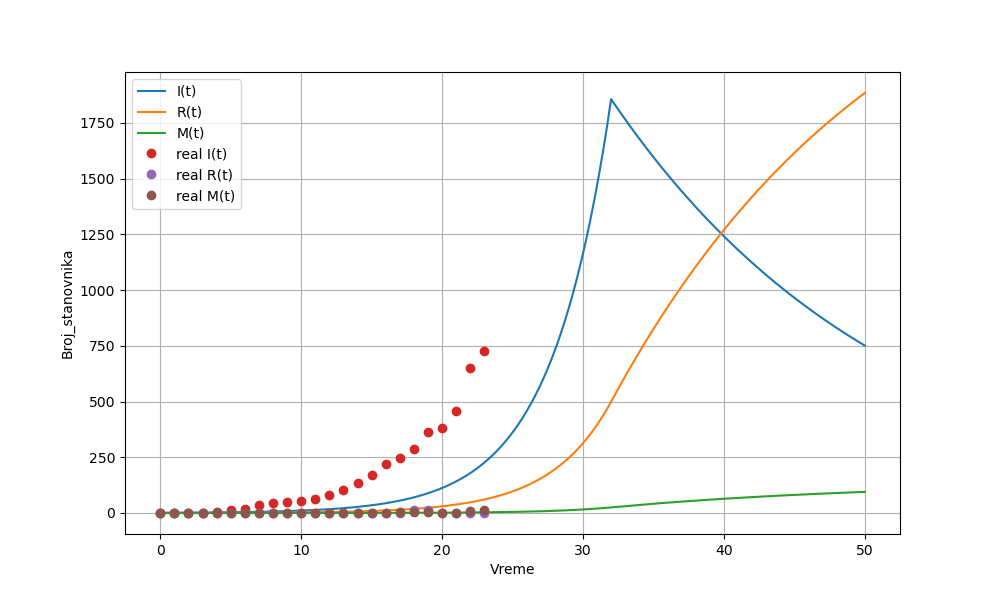 I(t)
R(t)
M(t)
real I(t)
real R(t)
real M(t)
1750
1500
1250
1000
750
500
250
0
Broj_stanovnika
0 10 20 30 40 50
Vreme